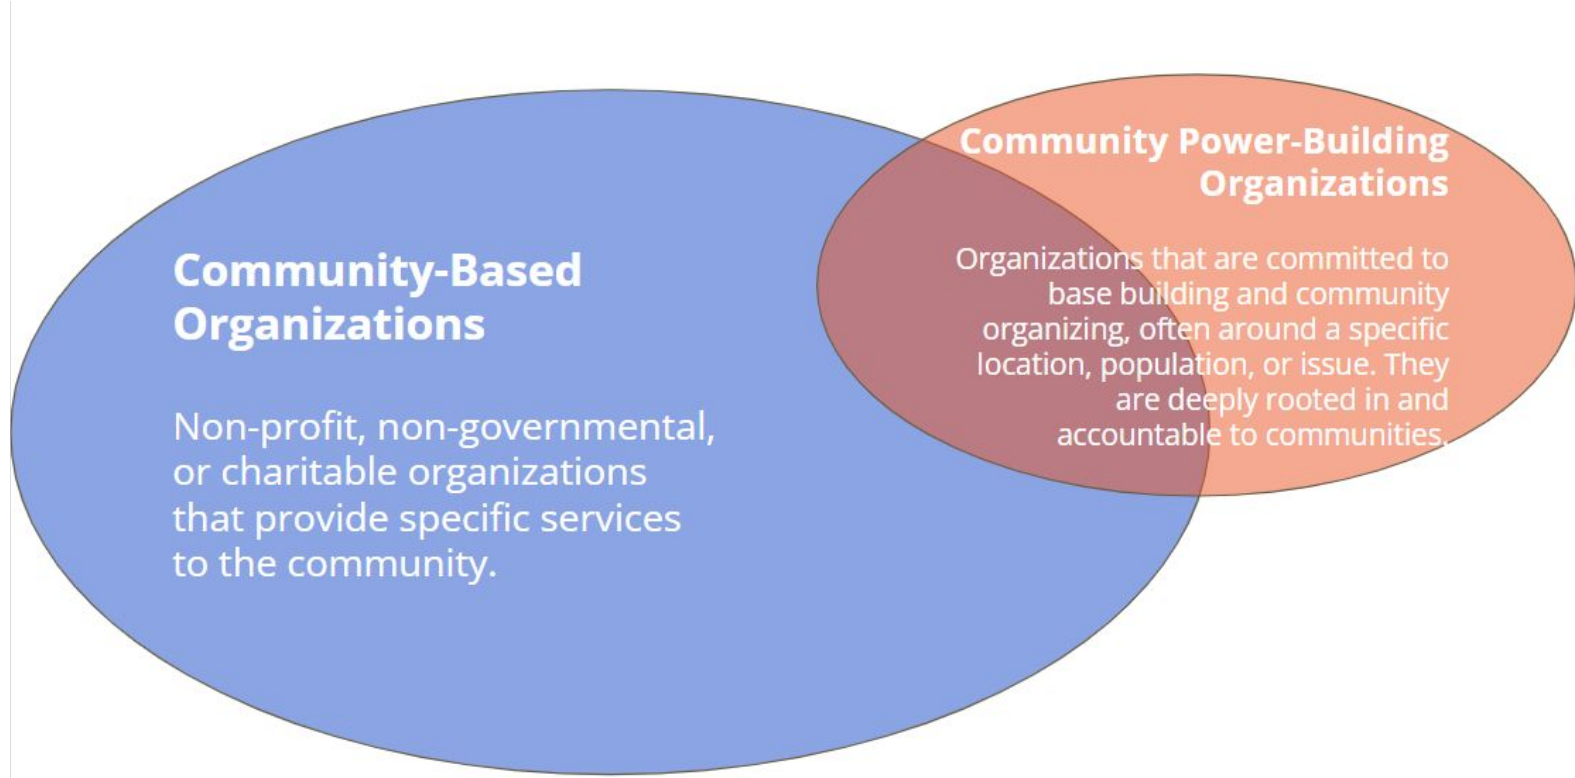 Community-Based
Organizations
Non-profit, non-governmental,
or charitable organizations
that provide specific services
to the community.
Community Power-Building
Organizations
Organizations that are committed to
base building and community
organizing, often around a specific
location, population, or issue. They
are deeply rooted in and
accountable to communities.